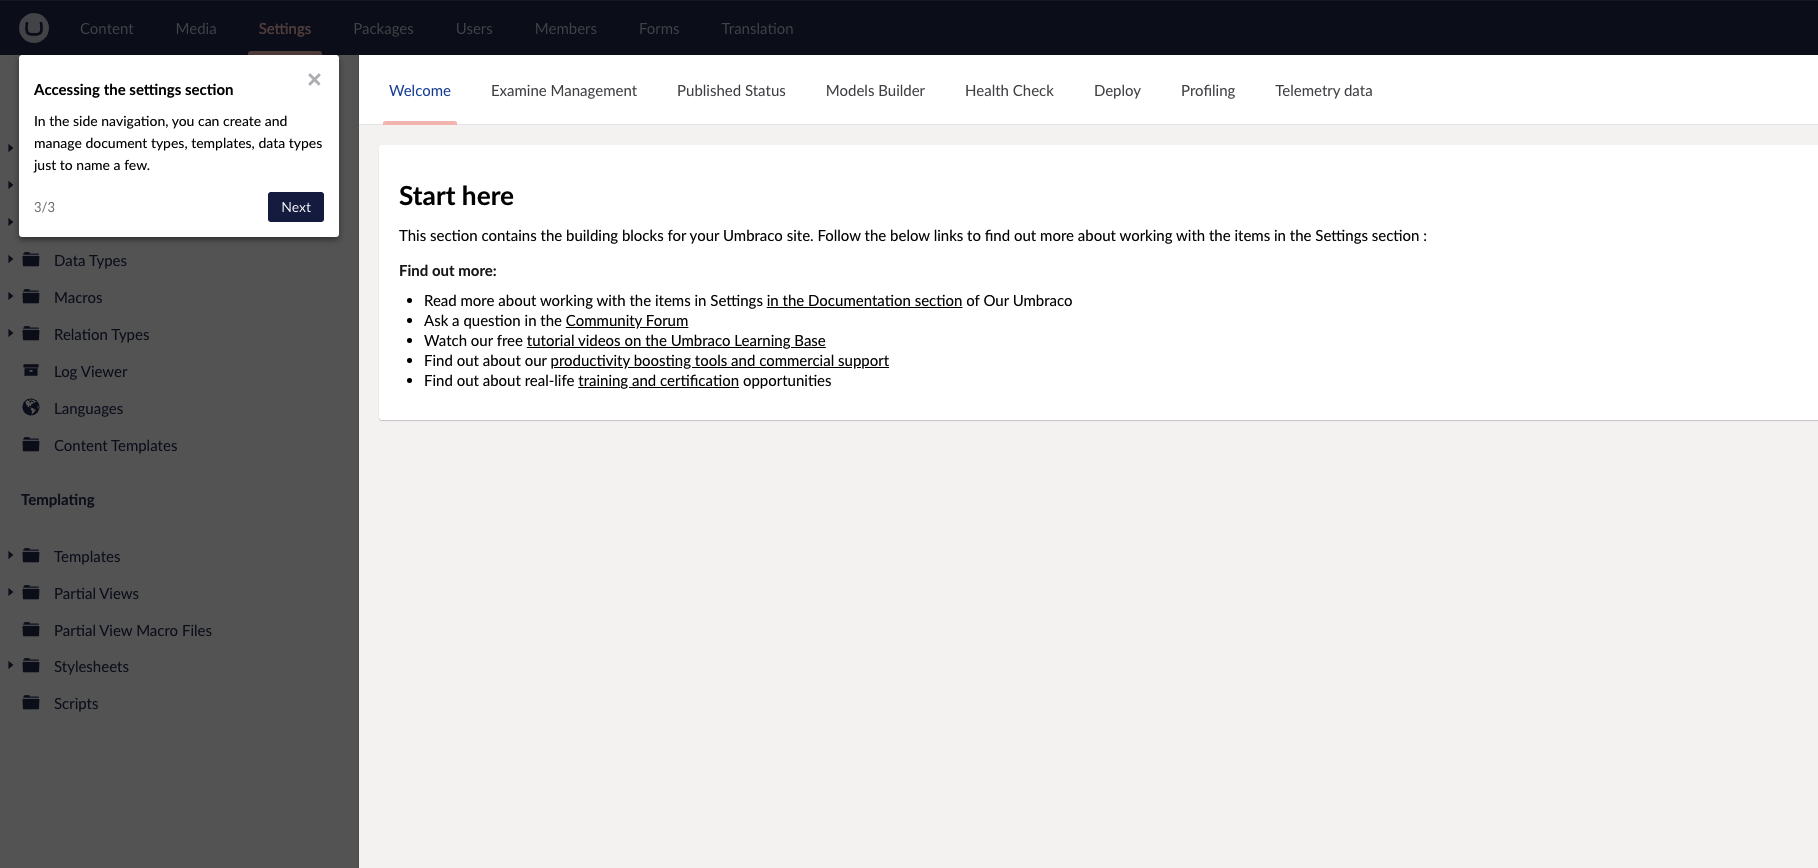 Content Media Settings Packages Users Members Forms Translation
Accessing the settings section
In the side navigation, you can create and
manage document types, templates, data types
just to name a few.
3/3 Next
Data Types
Macros
Relation Types
Log Viewer
Languages
Content Templates
Templating
Templates
Partial Views
Partial View Macro Files
Stylesheets
Scripts
Welcome Examine Management Published Status Models Builder Health Check Deploy Profiling Telemetry data
Start here
This section contains the building blocks for your Umbraco site. Follow the below links to find out more about working with the items in the Settings section :
Find out more:
Read more about working with the items in Settings in the Documentation section of Our Umbraco
Ask a question in the Community Forum
Watch our free tutorial videos on the Umbraco Learning Base
Find out about our productivity boosting tools and commercial support
Find out about real-life training and certification opportunities